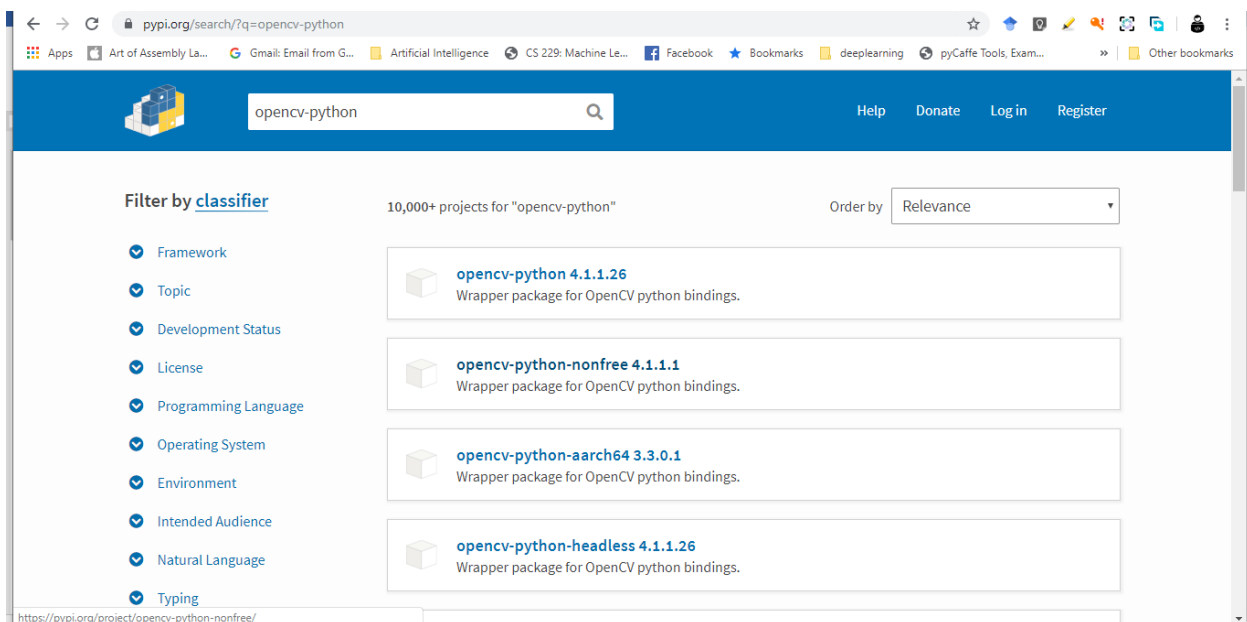 pypi.org/search/?q=opencv-python
Apps Art of Assembly La... Gmail: Email from G... Artificial Intelligence CS 229: Machine Le... Facebook Bookmarks deeplearning pyCaffe Tools, Exam... » Other bookmarks
opencv-python Help Donate Log in Register
Filter by classifier
10,000+ projects for "opencv-python" Order by Relevance
Framework
Topic
Development Status
License
Programming Language
Operating System
Environment
Intended Audience
Natural Language
Typing
opencv-python 4.1.1.26
Wrapper package for OpenCV python bindings.
opencv-python-nonfree 4.1.1.1
Wrapper package for OpenCV python bindings.
opencv-python-aarch64 3.3.0.1
Wrapper package for OpenCV python bindings.
opencv-python-headless 4.1.1.26
Wrapper package for OpenCV python bindings.
https://pypi.org/project/opencv-python-nonfree/